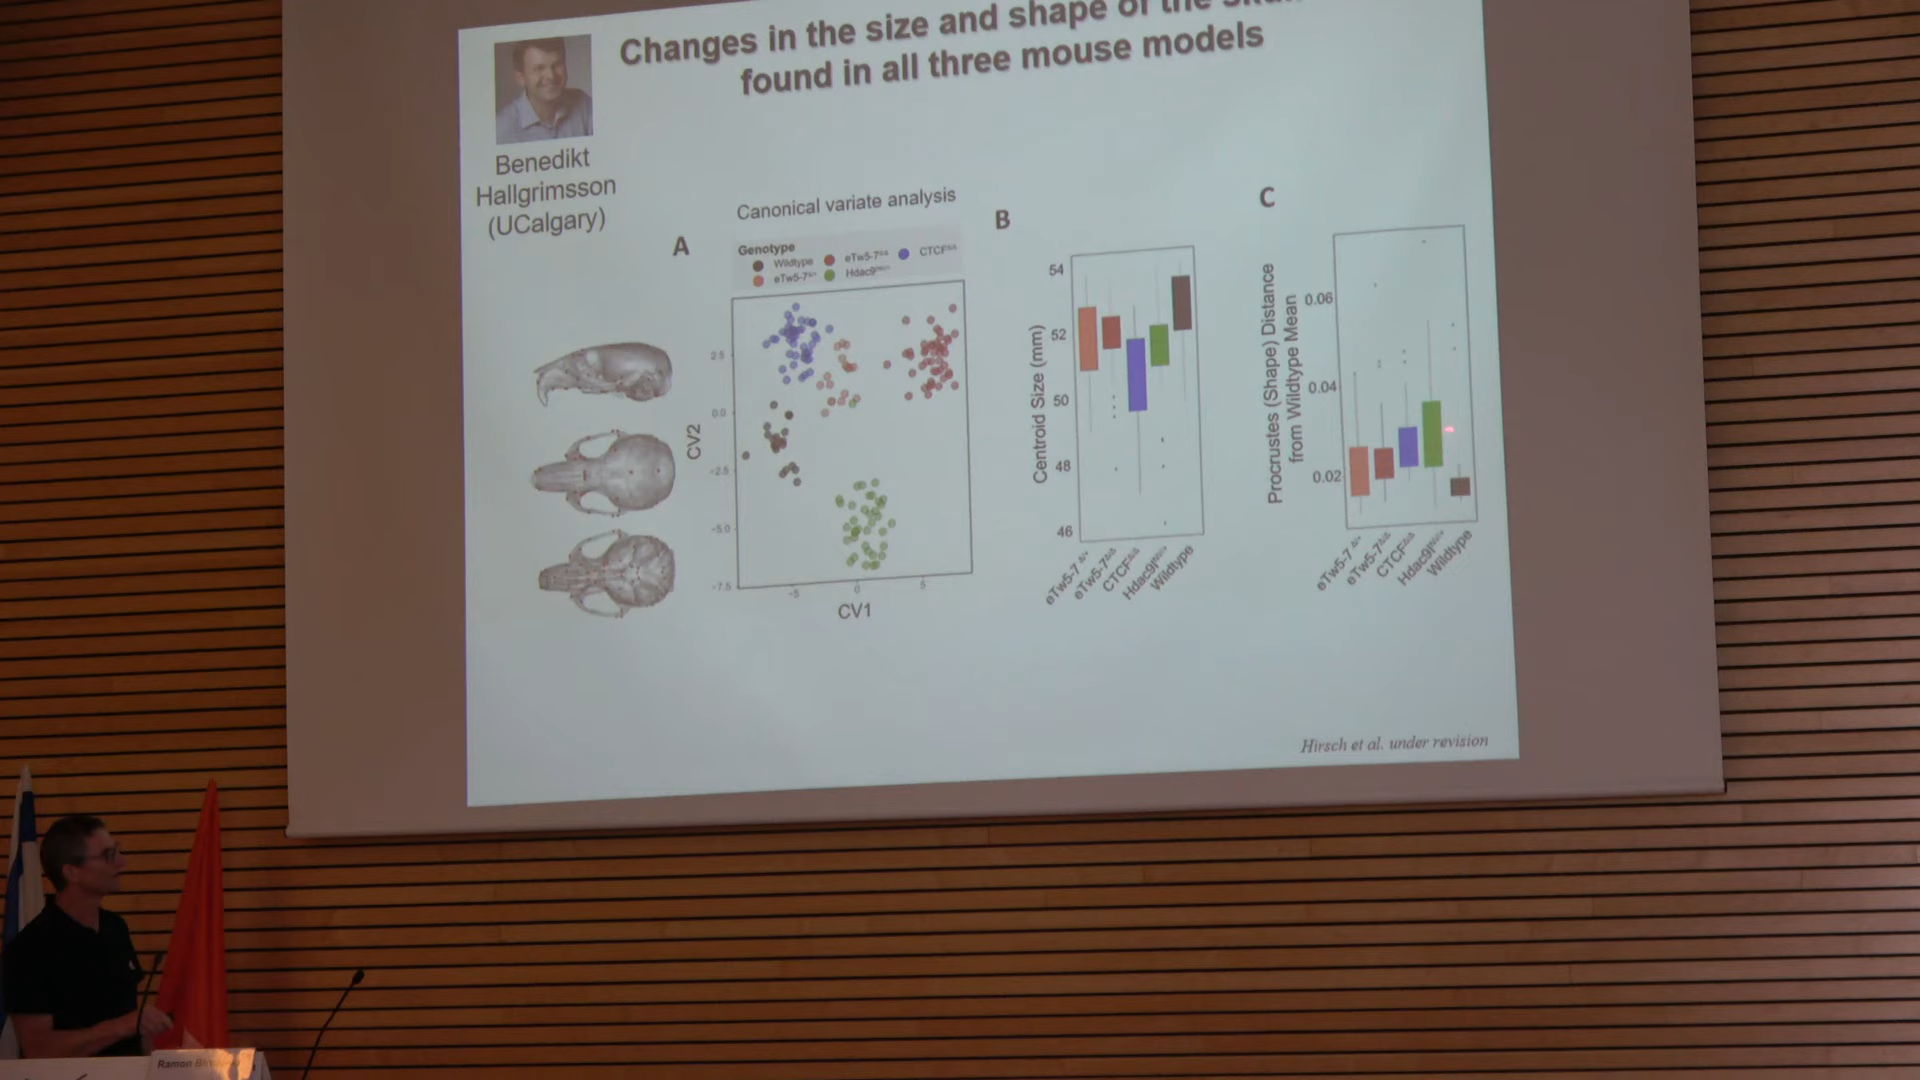 Changes in the size and shape of the
found in all three mouse models
Benedikt
Hallgrimsson
(UCalgary)
Canonical variate analysis
A
Genotype
Wildtype
eTw5-7
CTCF
eTw5-7
Hdac9
2.5
0.0
-2.5
-5.0
-7.5
-5
0
5
CV2
CV1
B
54
52
50
48
46
Centroid Size (mm)
eTw5-7
eTw5-7
CTCF
Hdac9
Wildtype
C
0.06
0.04
0.02
Procrustes (Shape) Distance
from Wildtype Mean
eTw5-7
eTw5-7
CTCF
Hdac9
Wildtype
Hirsch et al. under revision
Ramon